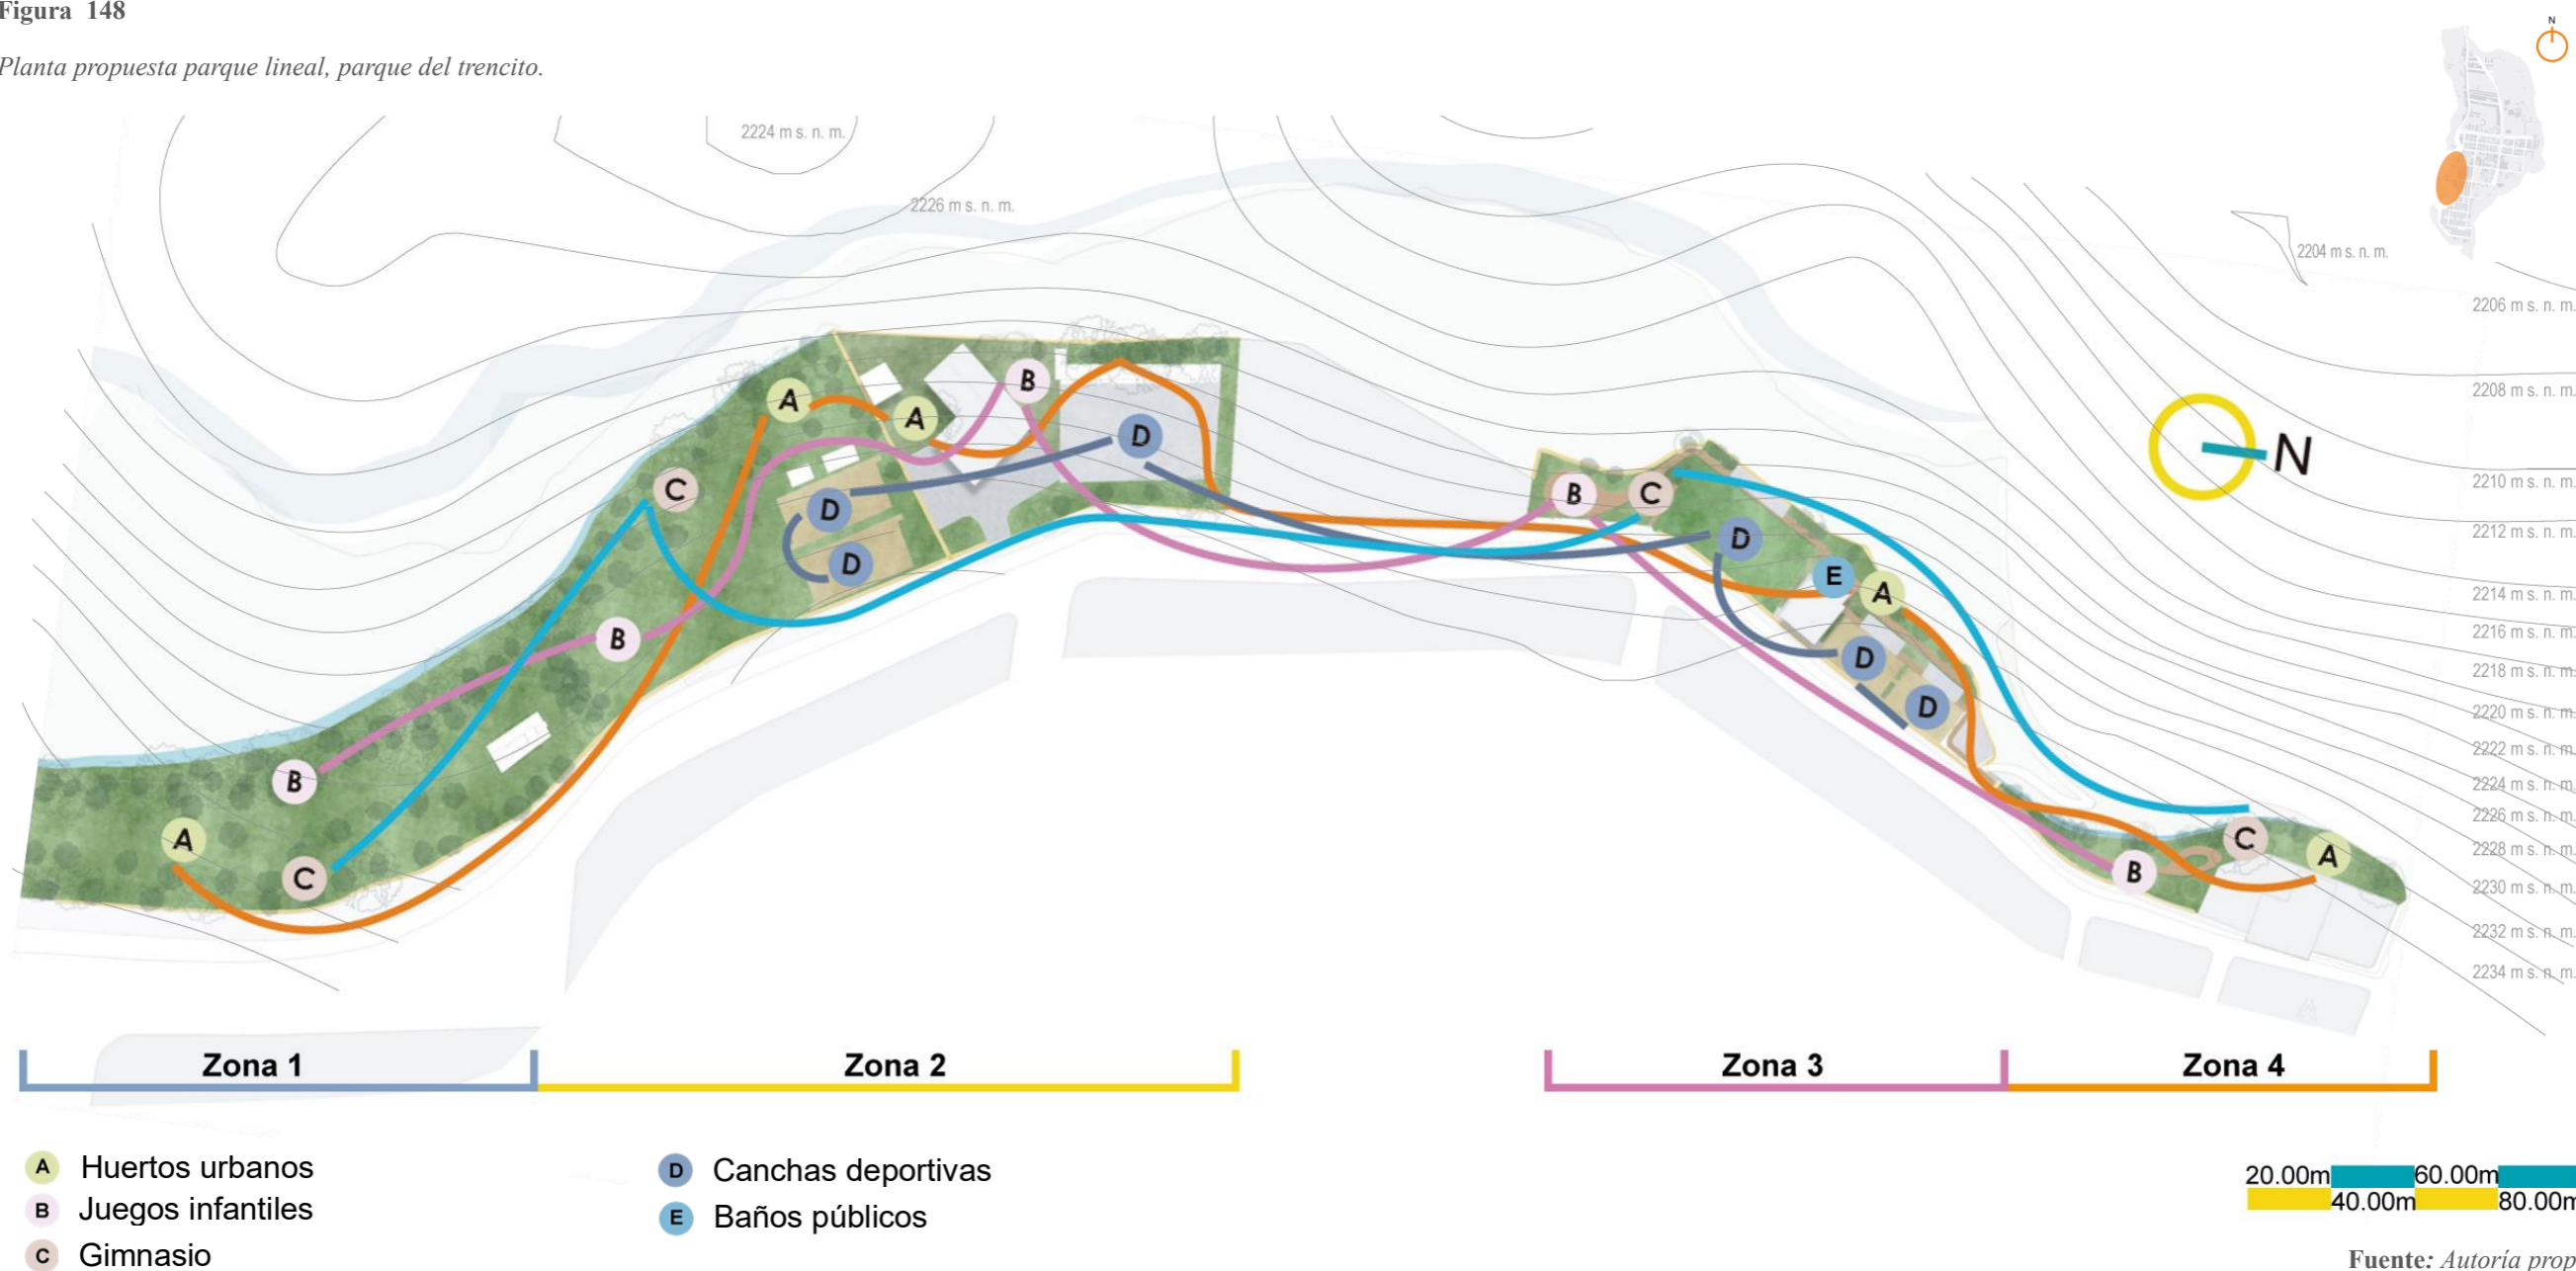 Figura 148
Planta propuesta parque lineal, parque del trencito.
N
2224 m s. n. m.
2226 m s. n. m.
2204 m s. n. m.
2206 m s. n. m.
2208 m s. n. m.
2210 m s. n. m.
2212 m s. n. m.
2214 m s. n. m.
2216 m s. n. m.
2218 m s. n. m.
2220 m s. n. m.
2222 m s. n. m.
2224 m s. n. m.
2226 m s. n. m.
2228 m s. n. m.
2230 m s. n. m.
2232 m s. n. m.
2234 m s. n. m.
N
B
A
A
D
C
D
D
B
B
A
C
B
C
D
E
A
D
D
C
A
B
Zona 1
Zona 2
Zona 3
Zona 4
A Huertos urbanos
B Juegos infantiles
C Gimnasio
D Canchas deportivas
E Baños públicos
20.00m 60.00m
40.00m 80.00m
Fuente: Autoría prop